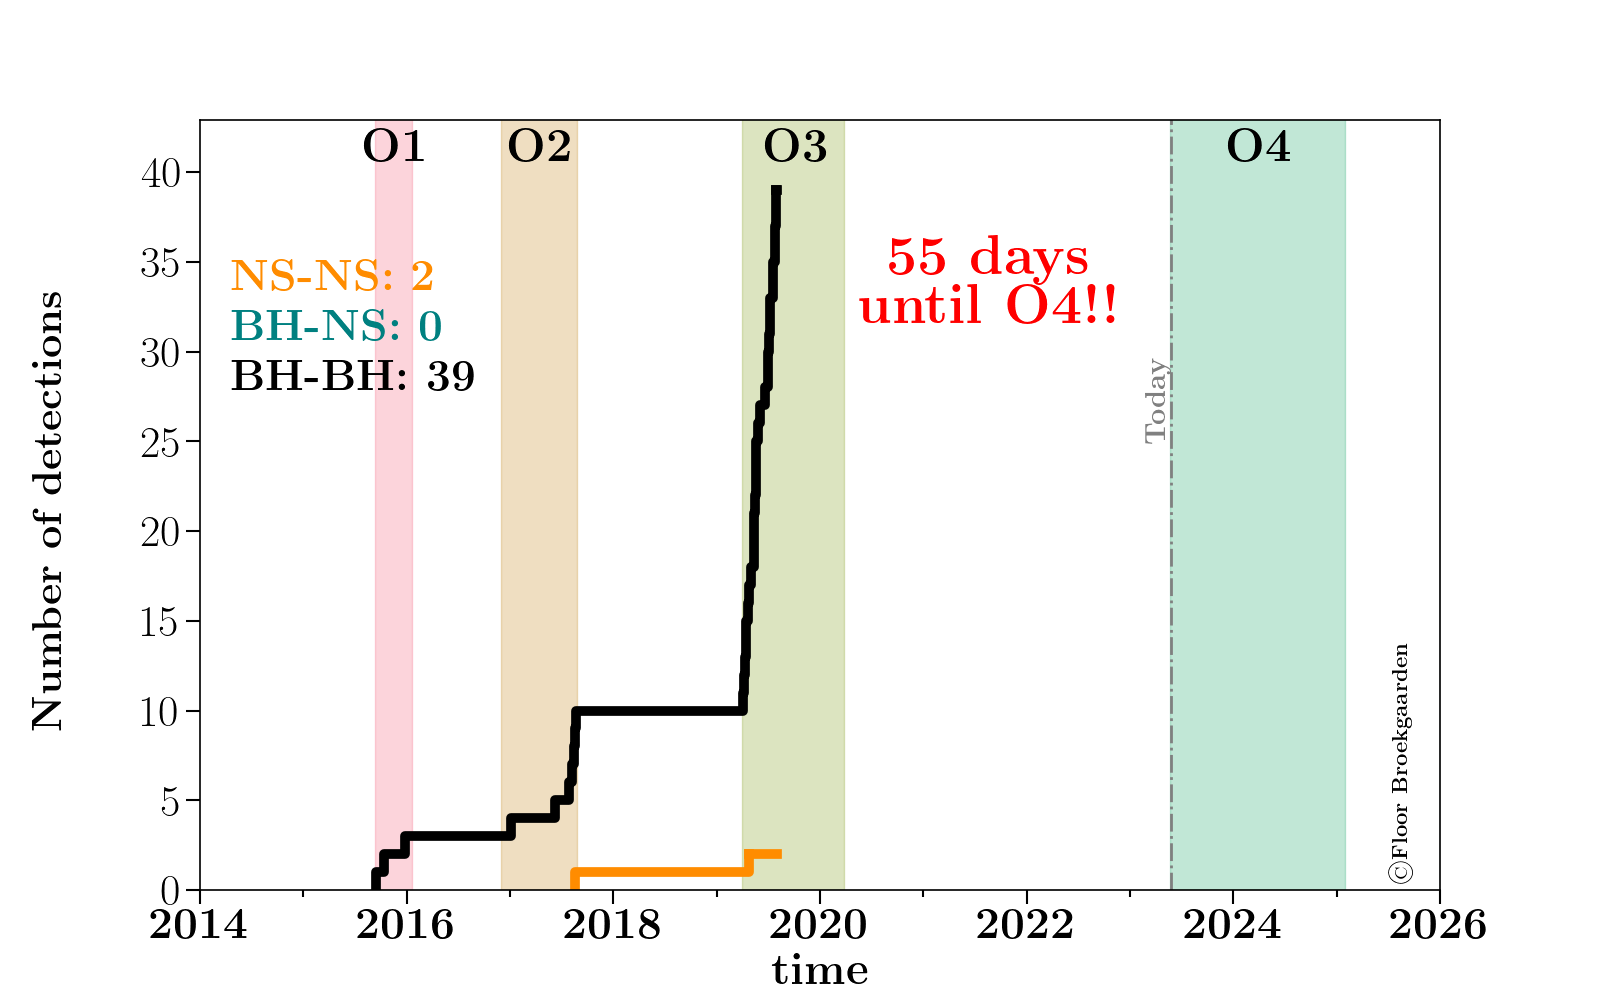 O1 O2 O3 O4
40
35
30
25
20
15
10
5
0
Number of detections
NS-NS: 2
BH-NS: 0
BH-BH: 39
55 days
until O4!!
Today
©Floor Broekgaarden
2014 2016 2018 2020 2022 2024 2026
time